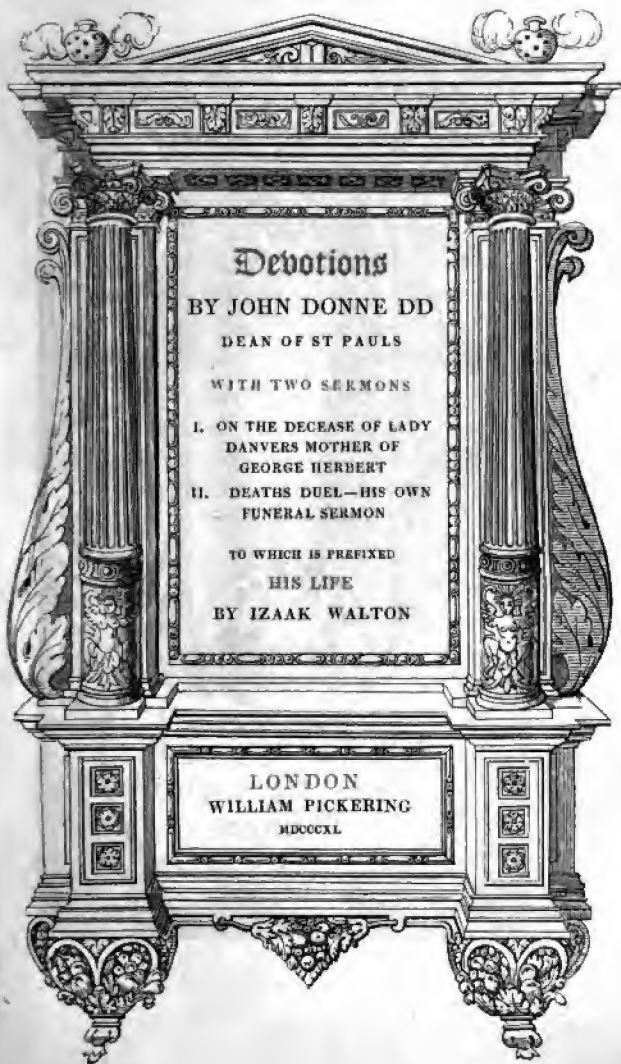 Devotions
BY JOHN DONNE DD
DEAN OF ST PAULS
WITH TWO SERMONS
I. ON THE DECEASE OF LADY
DANVERS MOTHER OF
GEORGE HERBERT
II. DEATHS DUEL—HIS OWN
FUNERAL SERMON
TO WHICH IS PREFIXED
HIS LIFE
BY IZAAK WALTON
LONDON
WILLIAM PICKERING
MDCCCXL